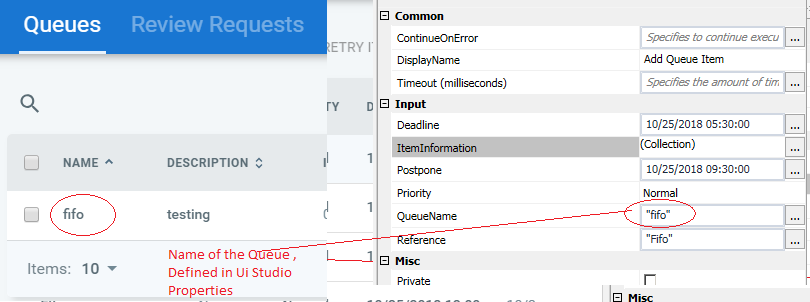 Queues Review Requests
RETRY IT
NAME DESCRIPTION
fifo testing
Items: 10
Name of the Queue ,
Defined in Ui Studio
Properties
Common
ContinueOnError Specifies to continue execu ...
DisplayName Add Queue Item
Timeout (milliseconds) Specifies the amount of tim ...
Input
Deadline 10/25/2018 05:30:00 ...
ItemInformation (Collection) ...
Postpone 10/25/2018 09:30:00 ...
Priority Normal
QueueName "fifo" ...
Reference "Fifo" ...
Misc
Private
Misc